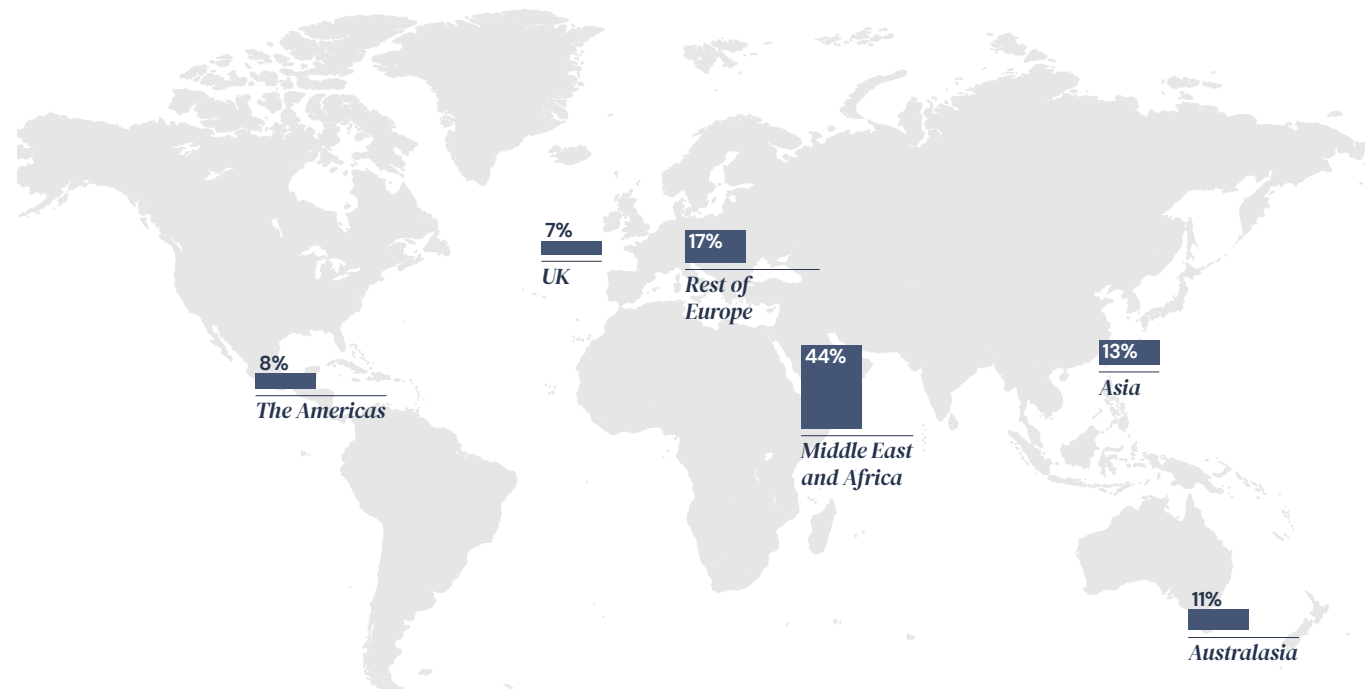 7%
UK
17%
Rest of
Europe
8%
The Americas
44%
Middle East
and Africa
13%
Asia
11%
Australasia